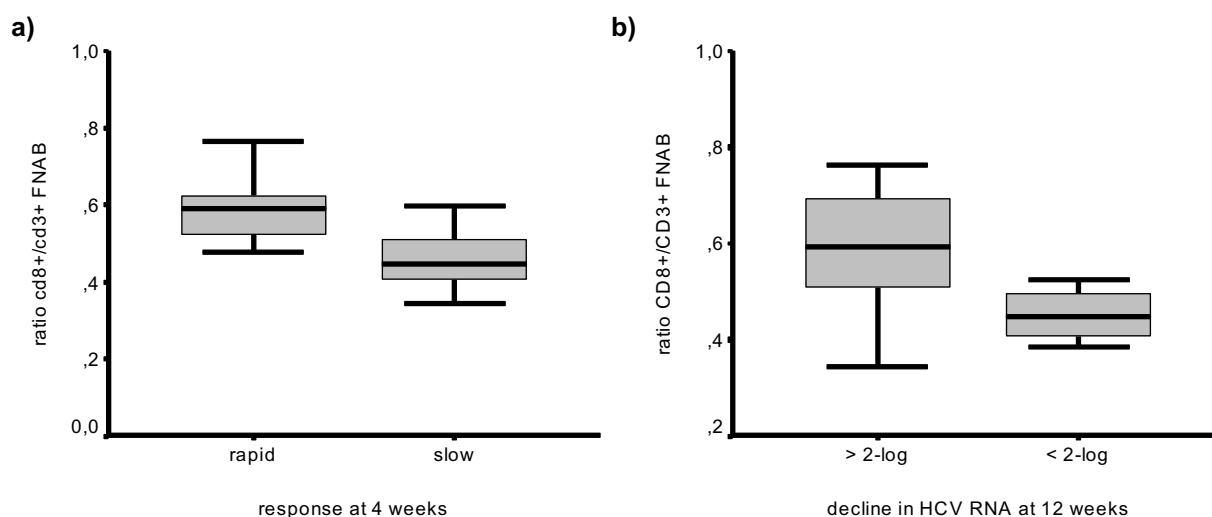 a)
1,0
,8
,6
,4
,2
0,0
ratio cd8+/cd3+ FNAB
rapid
slow
response at 4 weeks
b)
1,0
,8
,6
,4
,2
ratio CD8+/CD3+ FNAB
> 2-log
< 2-log
decline in HCV RNA at 12 weeks